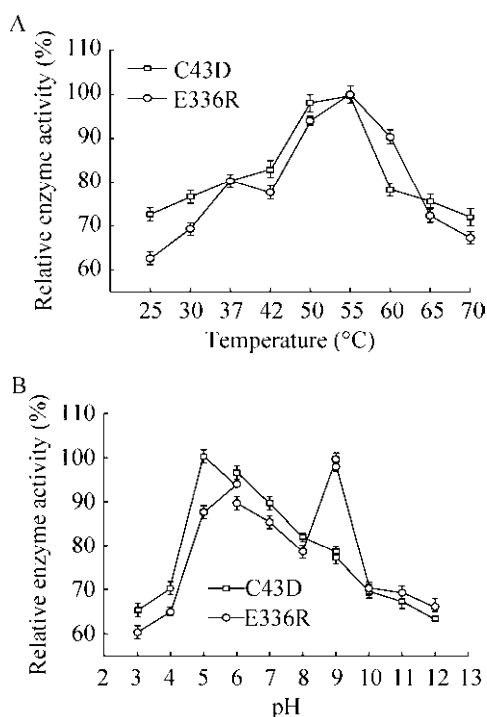 A
Relative enzyme activity (%)
110
100
90
80
70
60
C43D
E336R
25 30 37 42 50 55 60 65 70
Temperature (°C)
B
Relative enzyme activity (%)
110
100
90
80
70
60
C43D
E336R
2 3 4 5 6 7 8 9 10 11 12 13
pH